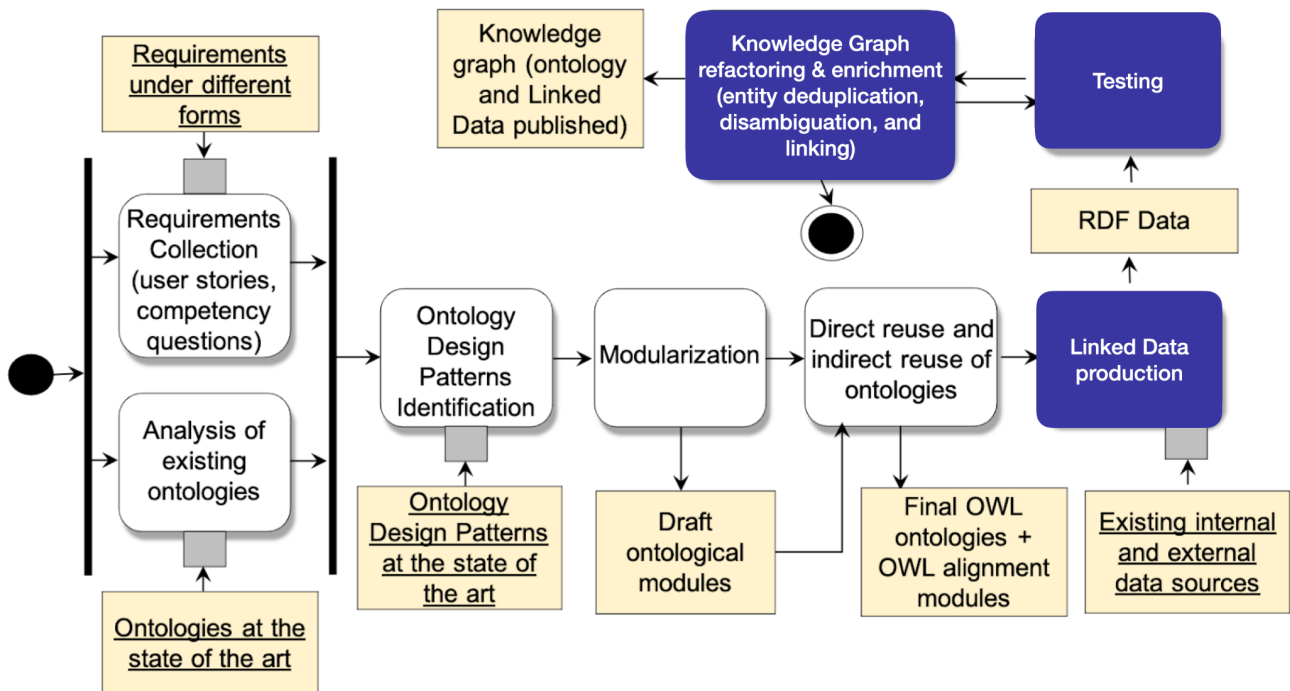 Requirements
under different
forms
Knowledge
graph (ontology
and Linked
Data published)
Knowledge Graph
refactoring & enrichment
(entity deduplication,
disambiguation, and
linking)
Testing
Requirements
Collection
(user stories,
competency
questions)
RDF Data
Ontology
Design
Patterns
Identification
Modularization
Direct reuse and
indirect reuse of
ontologies
Linked Data
production
Analysis of
existing
ontologies
Ontology
Design Patterns
at the state of
the art
Draft
ontological
modules
Final OWL
ontologies +
OWL alignment
modules
Existing internal
and external
data sources
Ontologies at the
state of the art